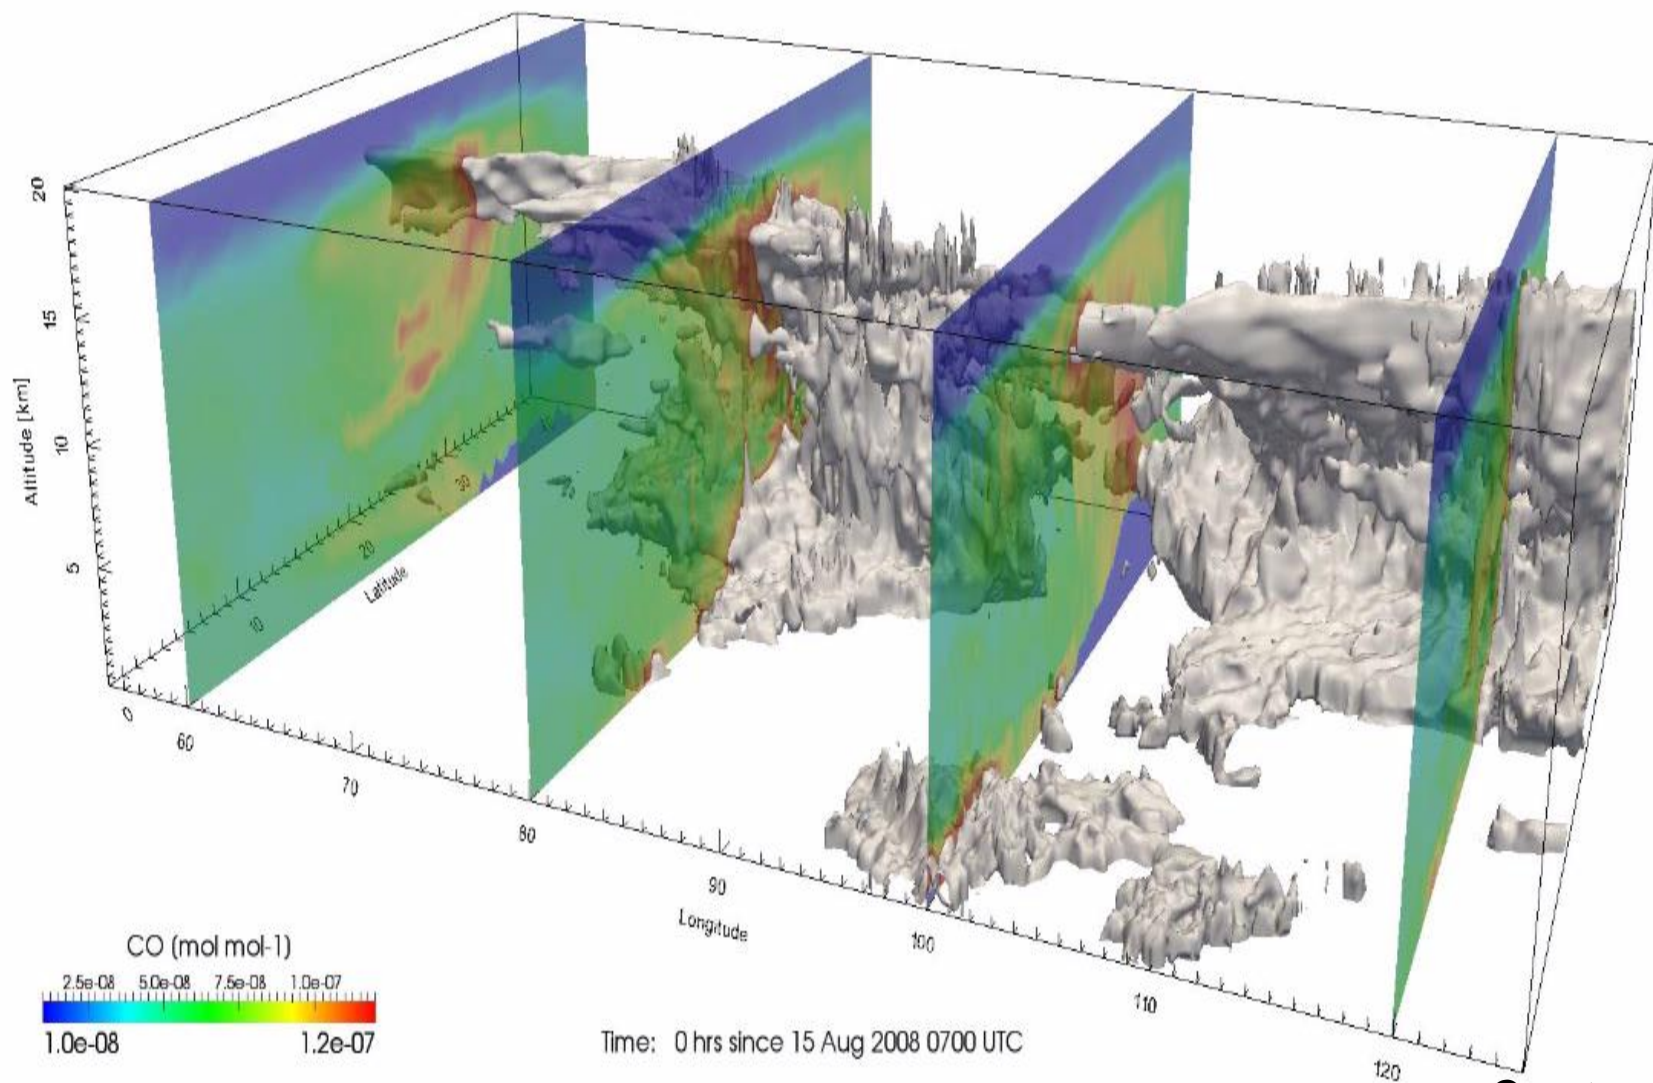 20
15
10
5
Altitude [km]
0
10
20
30
Latitude
60
70
80
90
100
110
120
Longitude
CO (mol mol-1)
2.5e-08 5.0e-08 7.5e-08 1.0e-07
1.0e-08 1.2e-07
Time: 0 hrs since 15 Aug 2008 0700 UTC